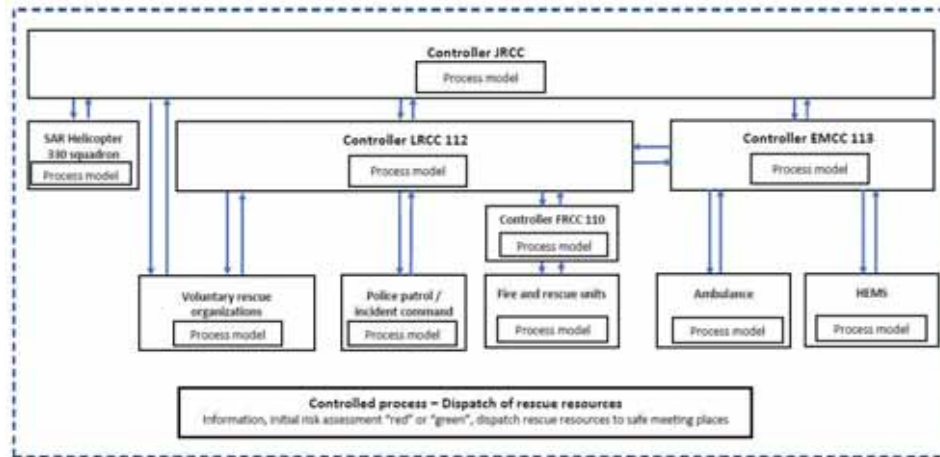 Controller JRCC
Process model
SAR Helicopter
330 squadron
Process model
Controller LRCC 112
Process model
Controller EMCC 113
Process model
Controller FRCC 110
Process model
Voluntary rescue
organizations
Process model
Police patrol /
incident command
Process model
Fire and rescue units
Process model
Ambulance
Process model
HEMS
Process model
Controlled process – Dispatch of rescue resources
Information, initial risk assessment "red" or "green", dispatch rescue resources to safe meeting places